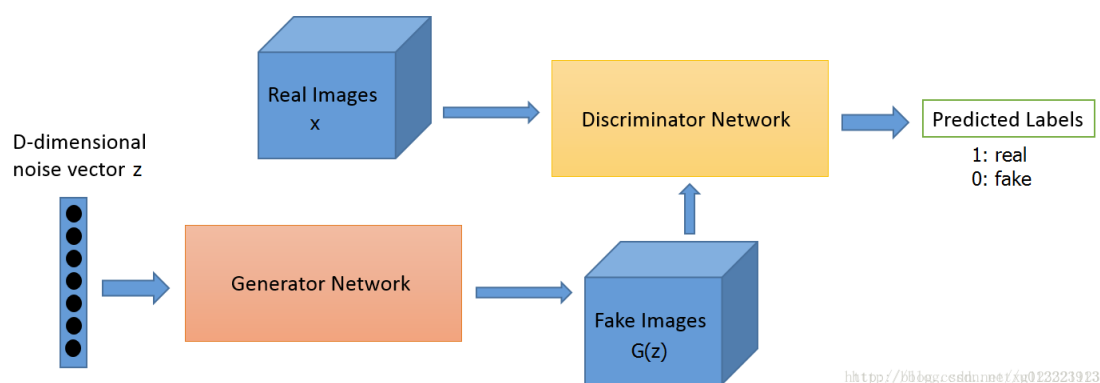 Real Images
x
Discriminator Network
Predicted Labels
1: real
0: fake
D-dimensional
noise vector z
Generator Network
Fake Images
G(z)